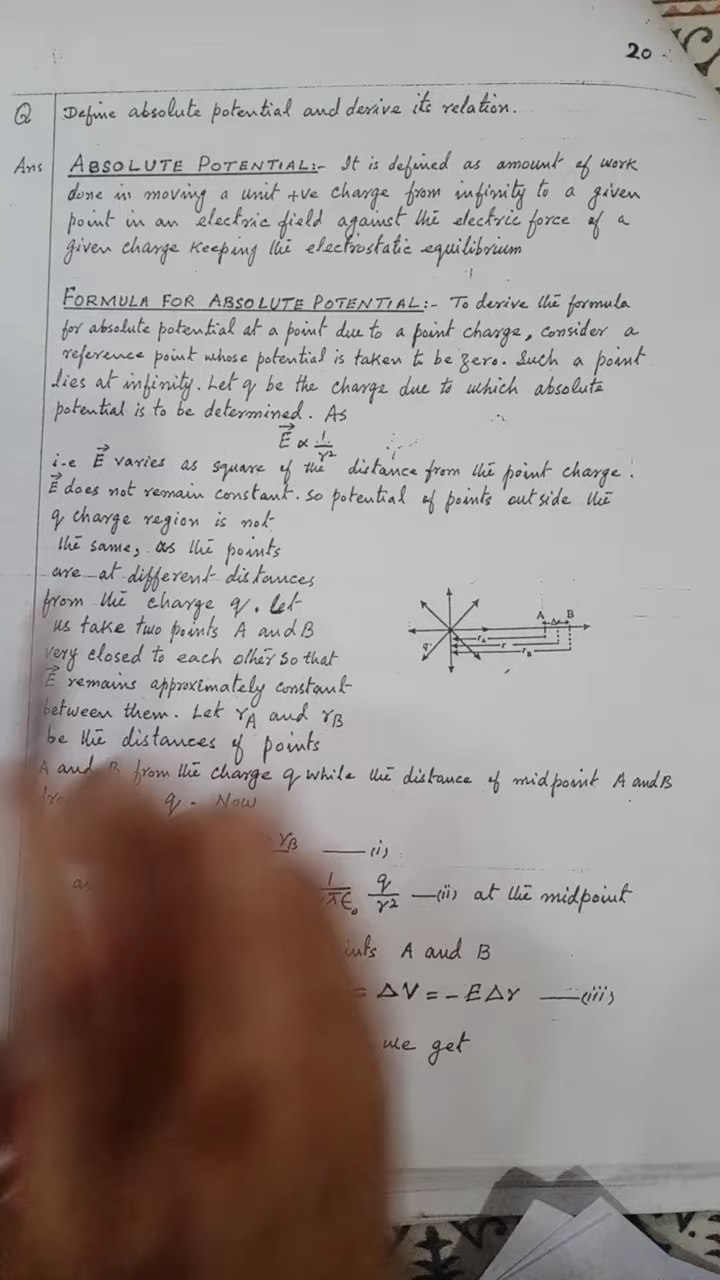 20
Q Define absolute potential and derive its relation.
Ans ABSOLUTE POTENTIAL:- It is defined as amount of work
done in moving a unit +ve charge from infinity to a given
point in an electric field against the electric force of a
given charge keeping the electrostatic equilibrium
FORMULA FOR ABSOLUTE POTENTIAL:- To derive the formula
for absolute potential at a point due to a point charge, consider a
reference point whose potential is taken to be zero. Such a point
lies at infinity. Let q be the charge due to which absolute
potential is to be determined. As
E⃗ ∝ 1/r²
i-e E⃗ varies as square of the distance from the point charge.
E⃗ does not remain constant. so potential of points outside the
q charge region is not
the same, as the points
are at different distances
from the charge q. Let
us take two points A and B
very closed to each other so that
E⃗ remains approximately constant
between them. Let rA and rB
be the distances of points
A and B from the charge q while the distance of midpoint A and B
q. Now
rB —(i)
q/r² —(ii) at the midpoint
A and B
= ΔV = -EΔr —(iii)
we get
A Δr B
q
rA
r
rB